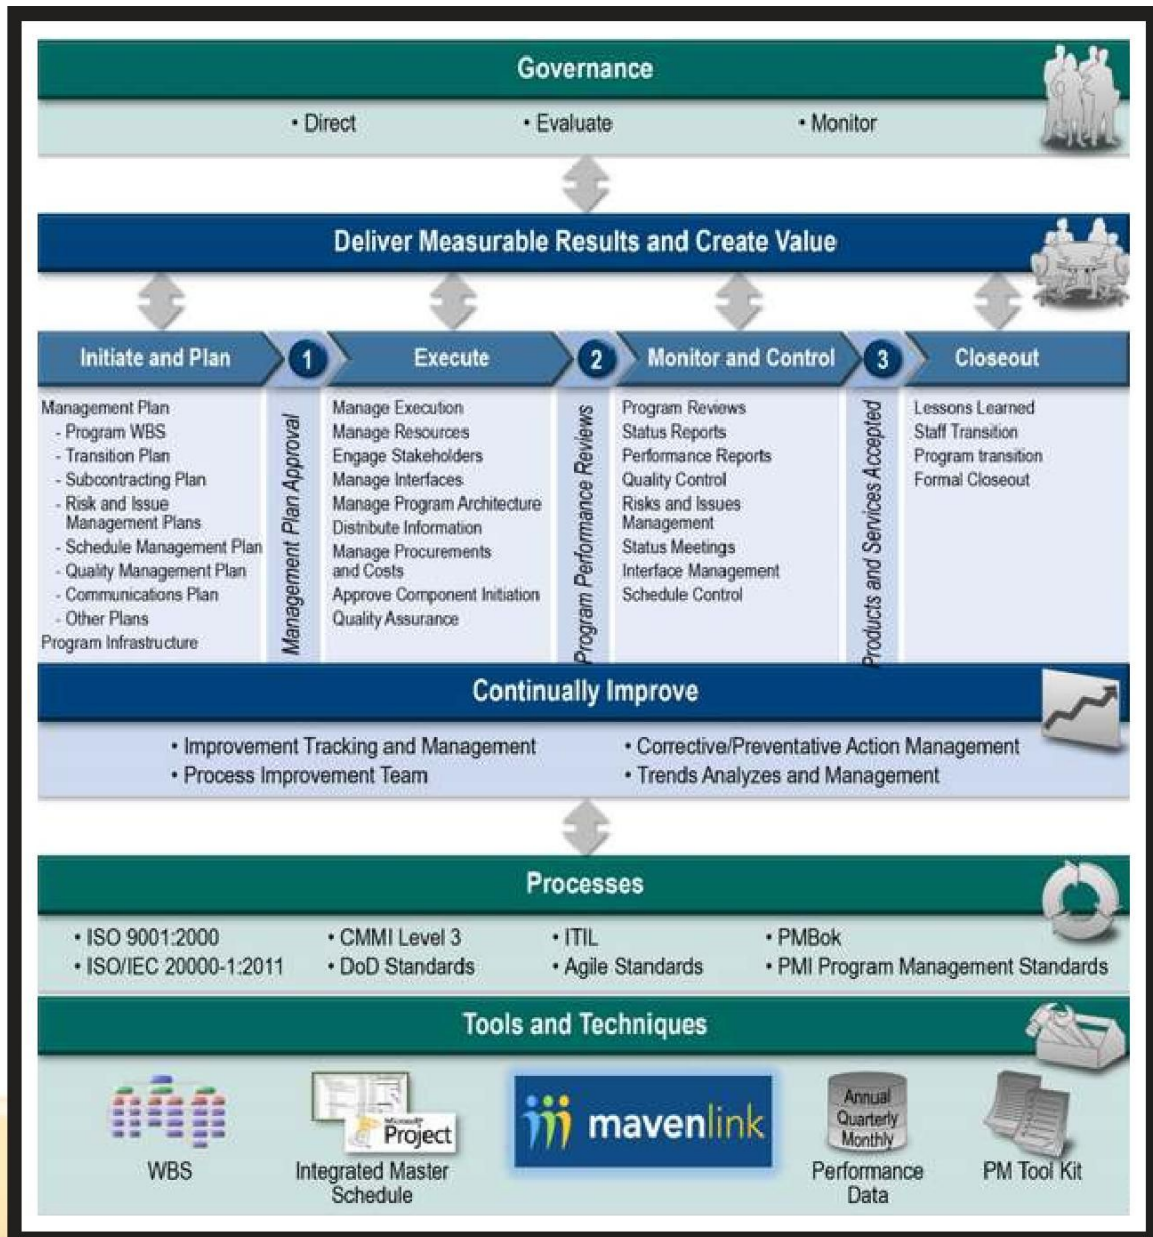 Governance
• Direct
• Evaluate
• Monitor
Deliver Measurable Results and Create Value
Initiate and Plan
1
Execute
2
Monitor and Control
3
Closeout
Management Plan
- Program WBS
- Transition Plan
- Subcontracting Plan
- Risk and Issue
Management Plans
- Schedule Management Plan
- Quality Management Plan
- Communications Plan
- Other Plans
Program Infrastructure
Management Plan Approval
Manage Execution
Manage Resources
Engage Stakeholders
Manage Interfaces
Manage Program Architecture
Distribute Information
Manage Procurements
and Costs
Approve Component Initiation
Quality Assurance
Program Performance Reviews
Program Reviews
Status Reports
Performance Reports
Quality Control
Risks and Issues
Management
Status Meetings
Interface Management
Schedule Control
Products and Services Accepted
Lessons Learned
Staff Transition
Program transition
Formal Closeout
Continually Improve
• Improvement Tracking and Management
• Process Improvement Team
• Corrective/Preventative Action Management
• Trends Analyzes and Management
Processes
• ISO 9001:2000
• ISO/IEC 20000-1:2011
• CMMI Level 3
• DoD Standards
• ITIL
• Agile Standards
• PMBok
• PMI Program Management Standards
Tools and Techniques
WBS
Microsoft
Project
Integrated Master
Schedule
mavenlink
Annual
Quarterly
Monthly
Performance
Data
PM Tool Kit